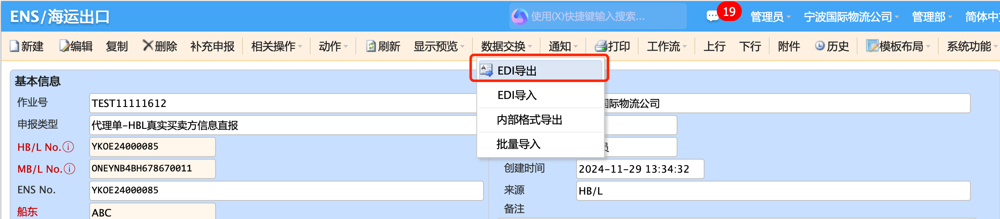 ENS/海运出口
使用(X)快捷键输入搜索...
19
管理员
宁波国际物流公司
管理部
简体中
新建 编辑 复制 删除 补充申报 相关操作 动作 刷新 显示预览 数据交换 通知 打印 工作流 上行 下行 附件 历史 模板布局 系统功能
EDI导出
EDI导入
内部格式导出
批量导入
基本信息
作业号 TEST11111612
国际物流公司
申报类型 代理单-HBL真实买卖方信息直报
HB/L No. YKOE24000085
员
MB/L No. ONEYNB4BH678670011
创建时间 2024-11-29 13:34:32
ENS No. YKOE24000085
来源 HB/L
船东 ABC
备注